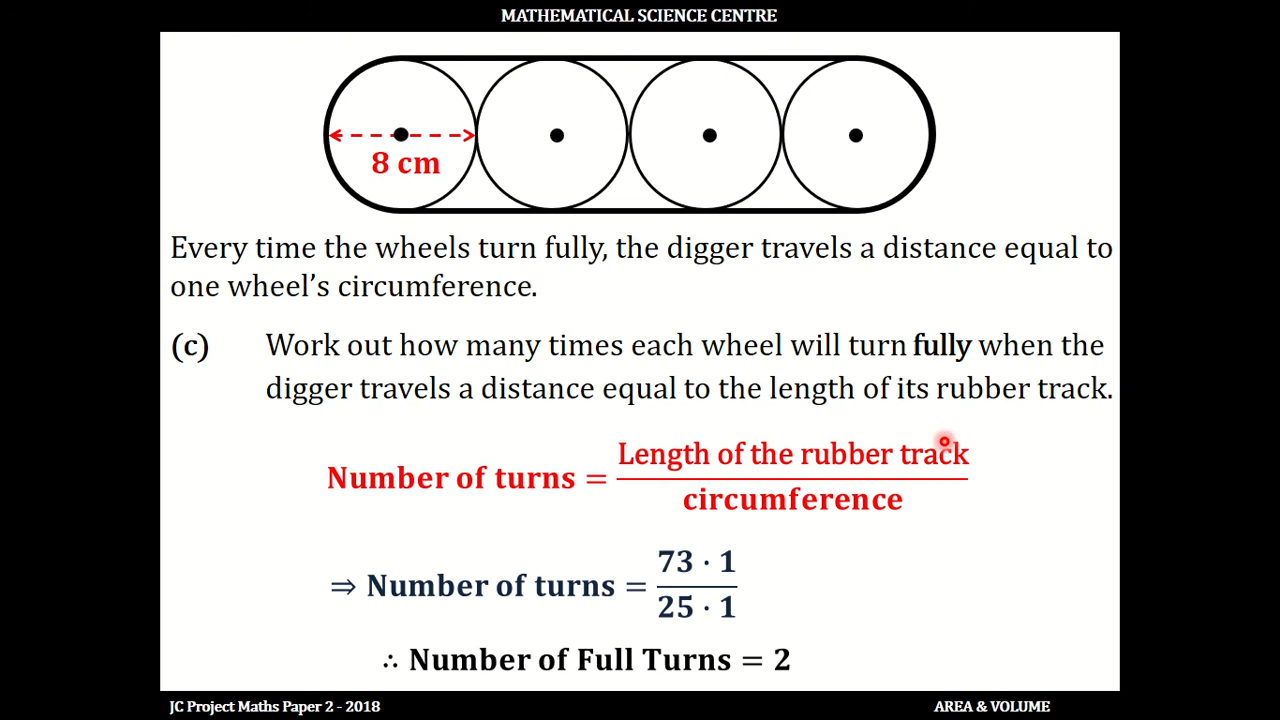 MATHEMATICAL SCIENCE CENTRE
8 cm
Every time the wheels turn fully, the digger travels a distance equal to
one wheel’s circumference.
(c) Work out how many times each wheel will turn fully when the
digger travels a distance equal to the length of its rubber track.
Length of the rubber track
Number of turns =
circumference
73 · 1
⇒ Number of turns =
25 · 1
∴ Number of Full Turns = 2
JC Project Maths Paper 2 - 2018 AREA & VOLUME